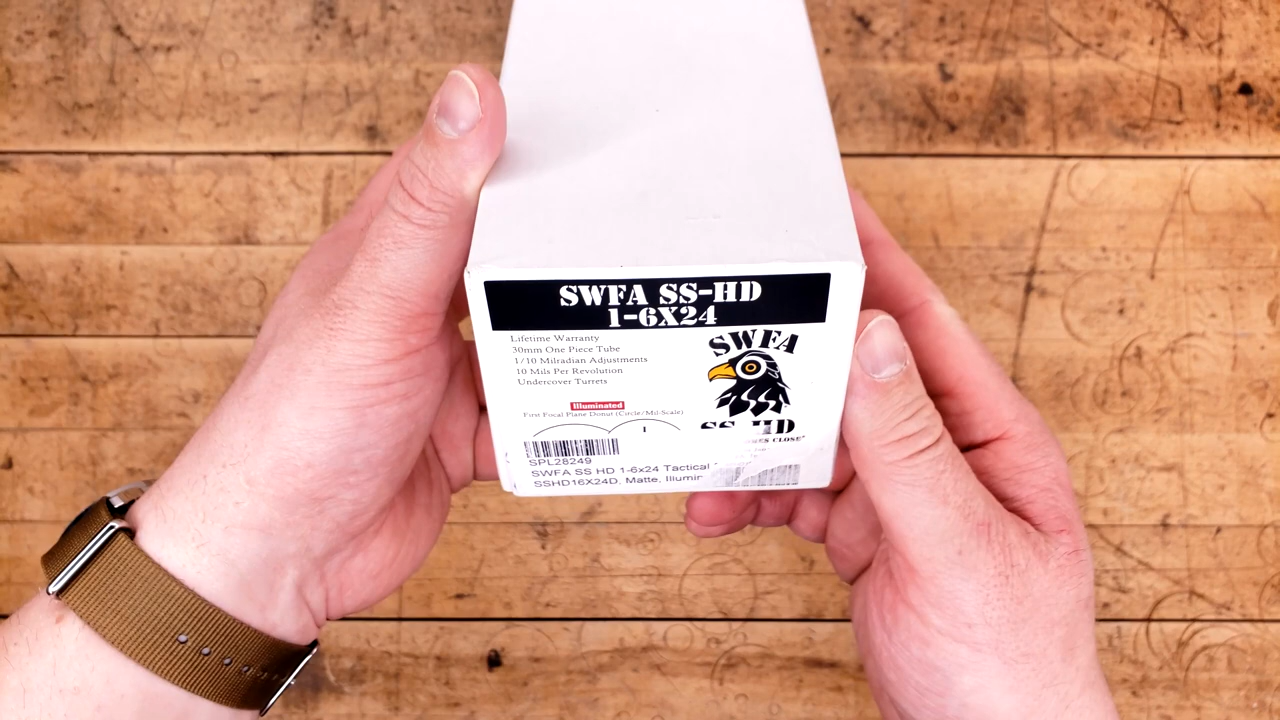 SWFA SS-HD
1-6X24
Lifetime Warranty
30mm One Piece Tube
1/10 Milradian Adjustments
10 Mils Per Revolution
Undercover Turrets
SWFA
Illuminated
First Focal Plane Donut (Circle/Mil-Scale)
SS-HD
CLOSE
SPL28249
SWFA SS HD 1-6x24 Tactical
SSHD16X24D, Matte,